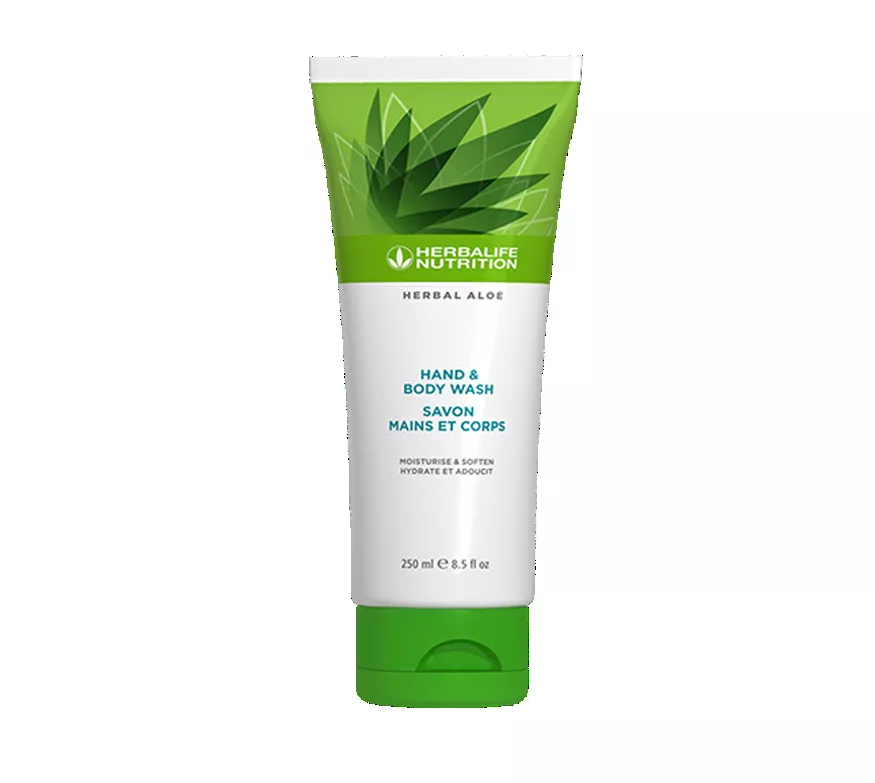 HERBALIFE
NUTRITION
HERBAL ALOE
HAND &
BODY WASH
SAVON
MAINS ET CORPS
MOISTURISE & SOFTEN
HYDRATE ET ADOUCIT
250 ml ℮ 8.5 fl oz